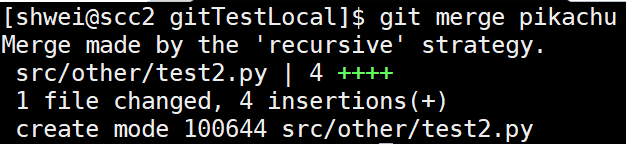 [shwei@scc2 gitTestLocal]$ git merge pikachu
Merge made by the 'recursive' strategy.
 src/other/test2.py | 4 ++++
 1 file changed, 4 insertions(+)
 create mode 100644 src/other/test2.py